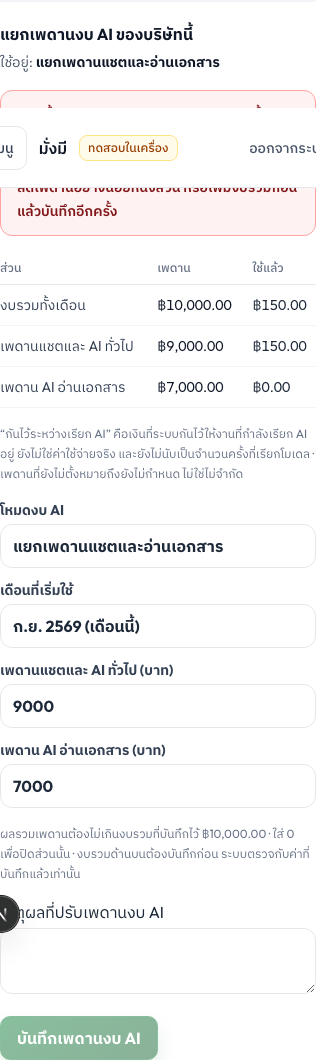 แยกเพดานงบ AI ของบริษัทนี้
ใช้อยู่: แยกเพดานแชตและอ่านเอกสาร
มั่งมี
ทดสอบในเครื่อง
ออกจากระบ
แล้วบันทึกอีกครั้ง
ส่วน เพดาน ใช้แล้ว
งบรวมทั้งเดือน ฿10,000.00 ฿150.00
เพดานแชตและ AI ทั่วไป ฿9,000.00 ฿150.00
เพดาน AI อ่านเอกสาร ฿7,000.00 ฿0.00
“กันไว้ระหว่างเรียก AI” คือเงินที่ระบบกันไว้ให้งานที่กำลังเรียก AI
อยู่ ยังไม่ใช่ค่าใช้จ่ายจริง และยังไม่นับเป็นจำนวนครั้งที่เรียกโมเดล ·
เพดานที่ยังไม่ตั้งหมายถึงยังไม่กำหนด ไม่ใช่ไม่จำกัด
โหมดงบ AI
แยกเพดานแชตและอ่านเอกสาร
เดือนที่เริ่มใช้
ก.ย. 2569 (เดือนนี้)
เพดานแชตและ AI ทั่วไป (บาท)
9000
เพดาน AI อ่านเอกสาร (บาท)
7000
ผลรวมเพดานต้องไม่เกินงบรวมที่บันทึกไว้ ฿10,000.00 · ใส่ 0
เพื่อปิดส่วนนั้น · งบรวมด้านบนต้องบันทึกก่อน ระบบตรวจกับค่าที่
บันทึกแล้วเท่านั้น
ตุผลที่ปรับเพดานงบ AI
บันทึกเพดานงบ AI